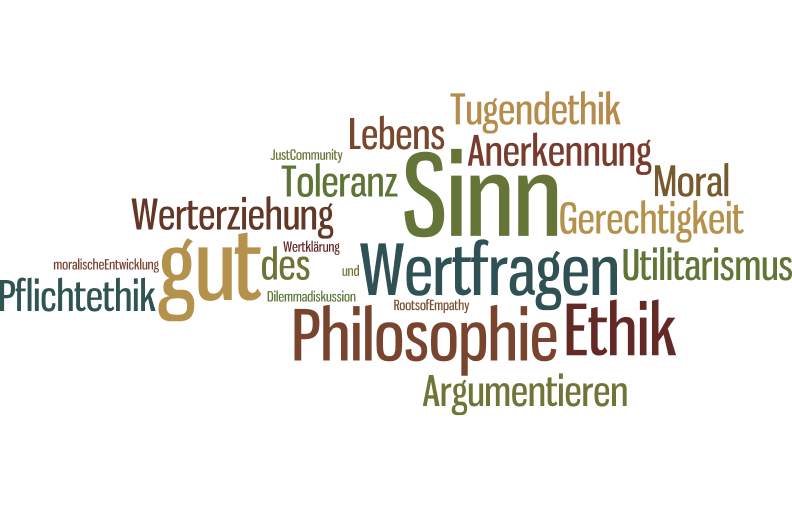 Tugendethik
Lebens
Anerkennung
JustCommunity
Sinn
Toleranz
Moral
Werterziehung
Gerechtigkeit
Wertklärung
gut
des
moralischeEntwicklung
und
Wertfragen
Utilitarismus
Pflichtethik
Dilemmadiskussion
RootsofEmpathy
Philosophie
Ethik
Argumentieren